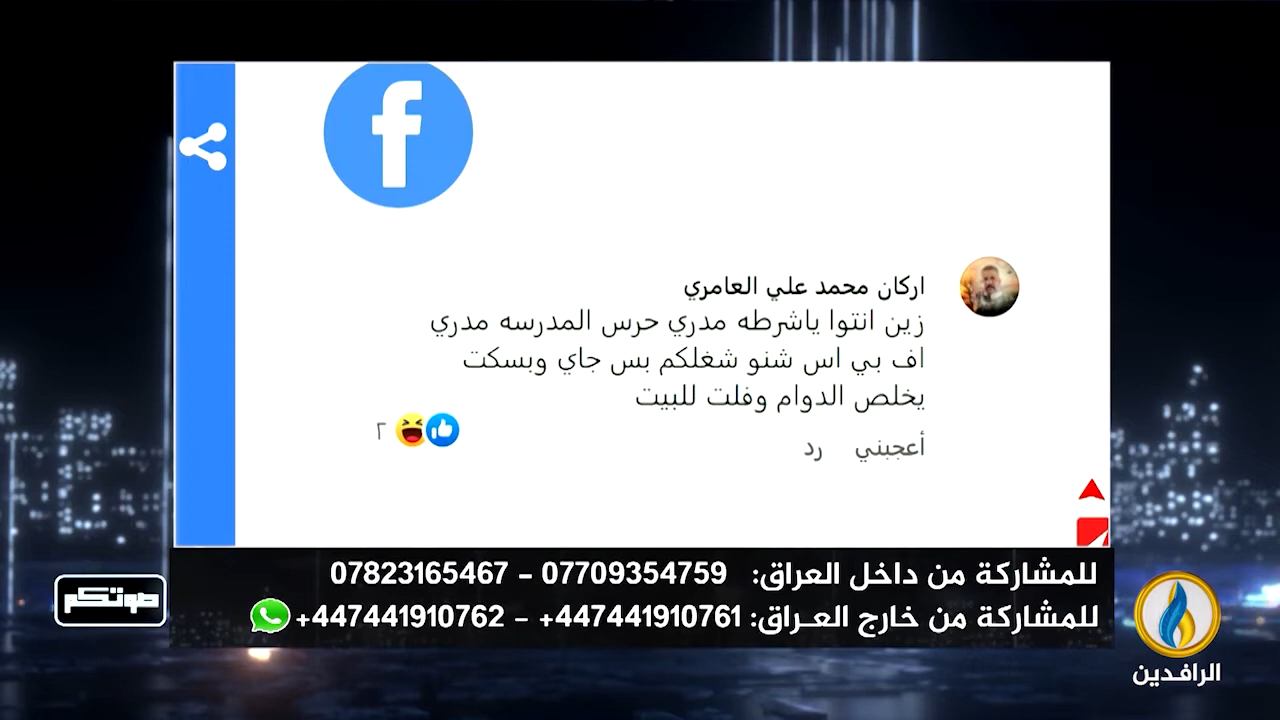 f
اركان محمد علي العامري
زين انتوا ياشرطه مدري حرس المدرسه مدري
اف بي اس شنو شغلكم بس جاي وبسكت
يخلص الدوام وفلت للبيت
أعجبني رد
٢
للمشاركة من داخل العراق: 07709354759 - 07823165467
للمشاركة من خارج العـراق: 447441910761+ - 447441910762+
صوتكم
الرافدين